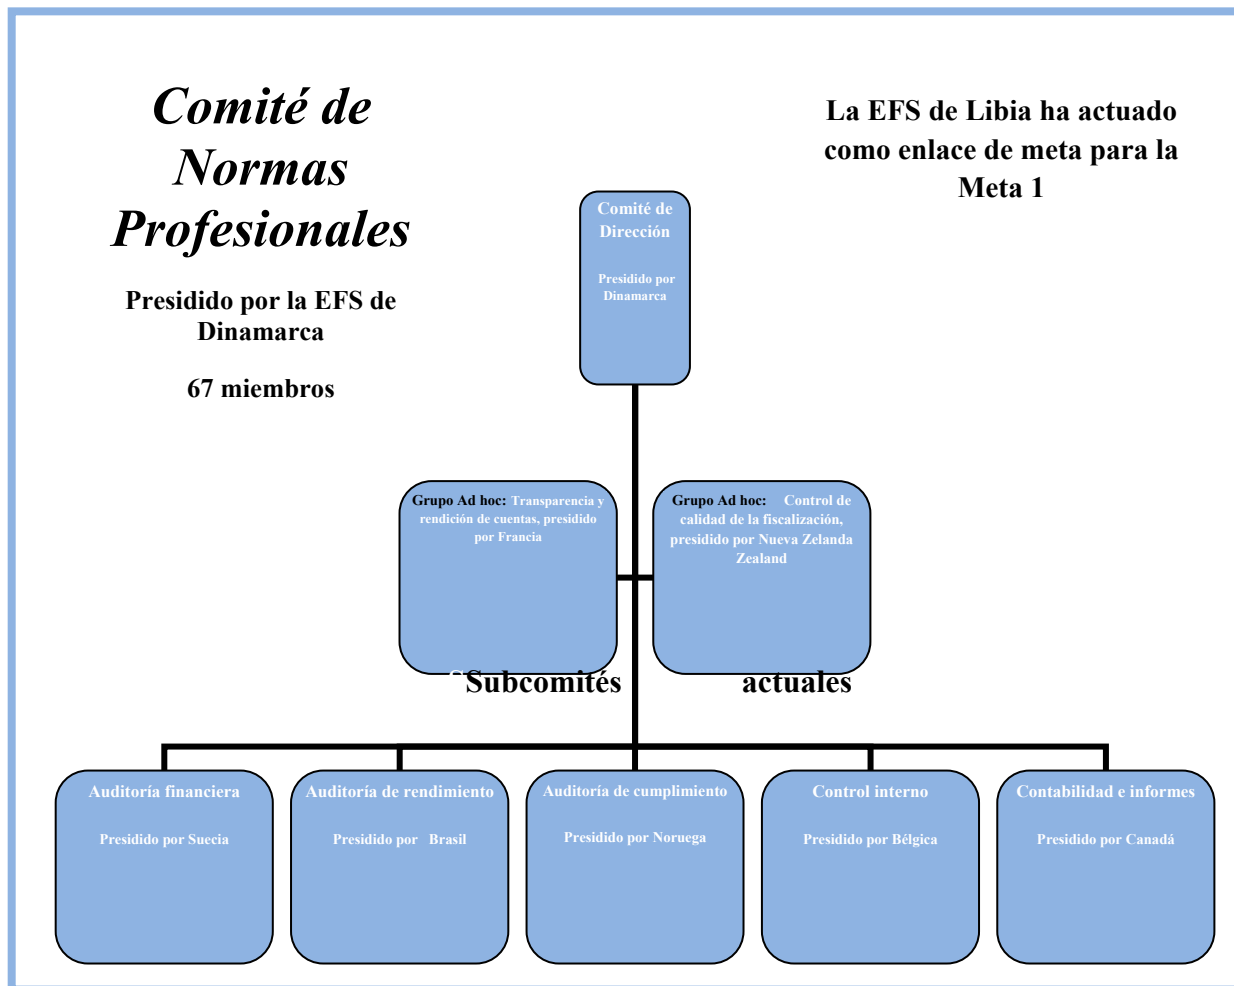 Comité de
Normas
Profesionales
Presidido por la EFS de
Dinamarca
67 miembros
La EFS de Libia ha actuado
como enlace de meta para la
Meta 1
Comité de
Dirección
Presidido por
Dinamarca
Grupo Ad hoc: Transparencia y
rendición de cuentas, presidido
por Francia
Grupo Ad hoc: Control de
calidad de la fiscalización,
presidido por Nueva Zelanda
Zealand
SSubcomités actuales
Auditoría financiera
Presidido por Suecia
Auditoría de rendimiento
Presidido por Brasil
Auditoría de cumplimiento
Presidido por Noruega
Control interno
Presidido por Bélgica
Contabilidad e informes
Presidido por Canadá